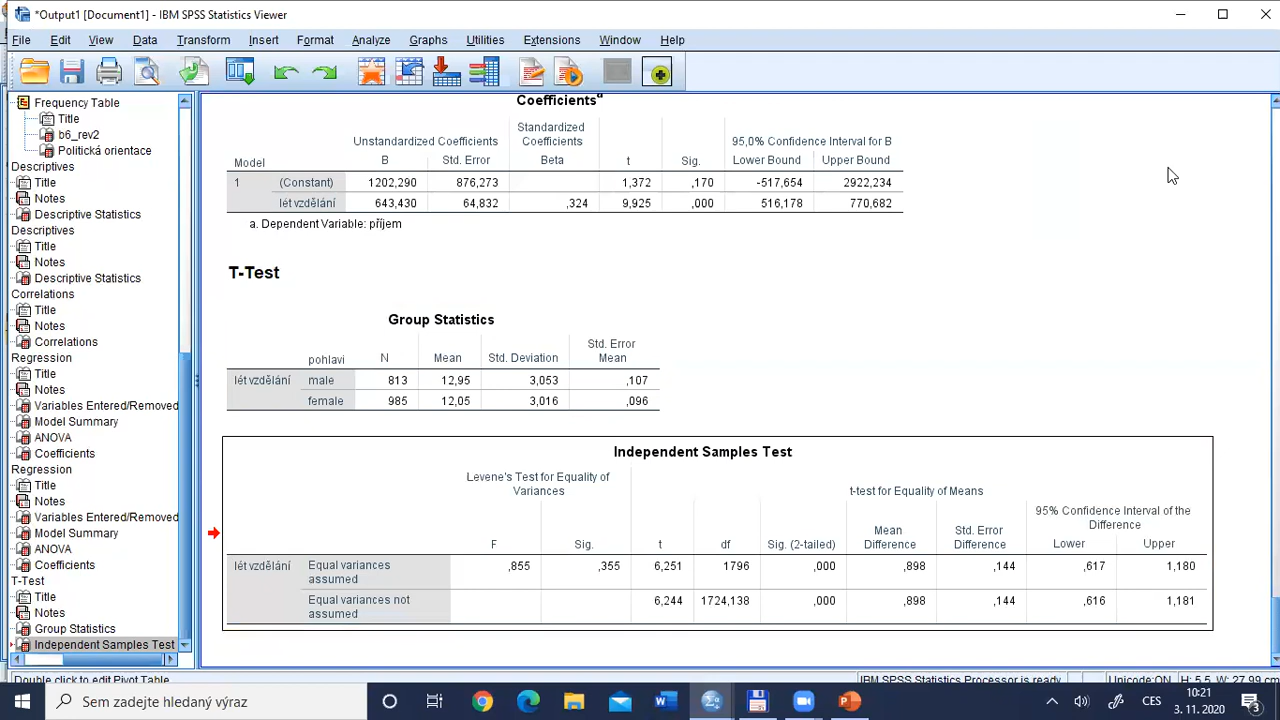 *Output1 [Document1] - IBM SPSS Statistics Viewer
File Edit View Data Transform Insert Format Analyze Graphs Utilities Extensions Window Help
Frequency Table
Title
b6_rev2
Politická orientace
Descriptives
Title
Notes
Descriptive Statistics
Descriptives
Title
Notes
Descriptive Statistics
Correlations
Title
Notes
Correlations
Regression
Title
Notes
Variables Entered/Removed
Model Summary
ANOVA
Coefficients
Regression
Title
Notes
Variables Entered/Removed
Model Summary
ANOVA
Coefficients
T-Test
Title
Notes
Group Statistics
Independent Samples Test
Coefficientsᵃ
Unstandardized Coefficients Standardized Coefficients 95,0% Confidence Interval for B
Model B Std. Error Beta t Sig. Lower Bound Upper Bound
1 (Constant) 1202,290 876,273 1,372 ,170 -517,654 2922,234
lét vzdělání 643,430 64,832 ,324 9,925 ,000 516,178 770,682
a. Dependent Variable: příjem
T-Test
Group Statistics
pohlavi N Mean Std. Deviation Std. Error Mean
lét vzdělání male 813 12,95 3,053 ,107
female 985 12,05 3,016 ,096
Independent Samples Test
Levene's Test for Equality of Variances t-test for Equality of Means
95% Confidence Interval of the Difference
F Sig. t df Sig. (2-tailed) Mean Difference Std. Error Difference Lower Upper
lét vzdělání Equal variances assumed ,855 ,355 6,251 1796 ,000 ,898 ,144 ,617 1,180
Equal variances not assumed 6,244 1724,138 ,000 ,898 ,144 ,616 1,181
Double click to edit Pivot Table IBM SPSS Statistics Processor is ready Unicode:ON H: 5.5, W: 27.99 cm
Sem zadejte hledaný výraz
CES
10:21
3. 11. 2020
3